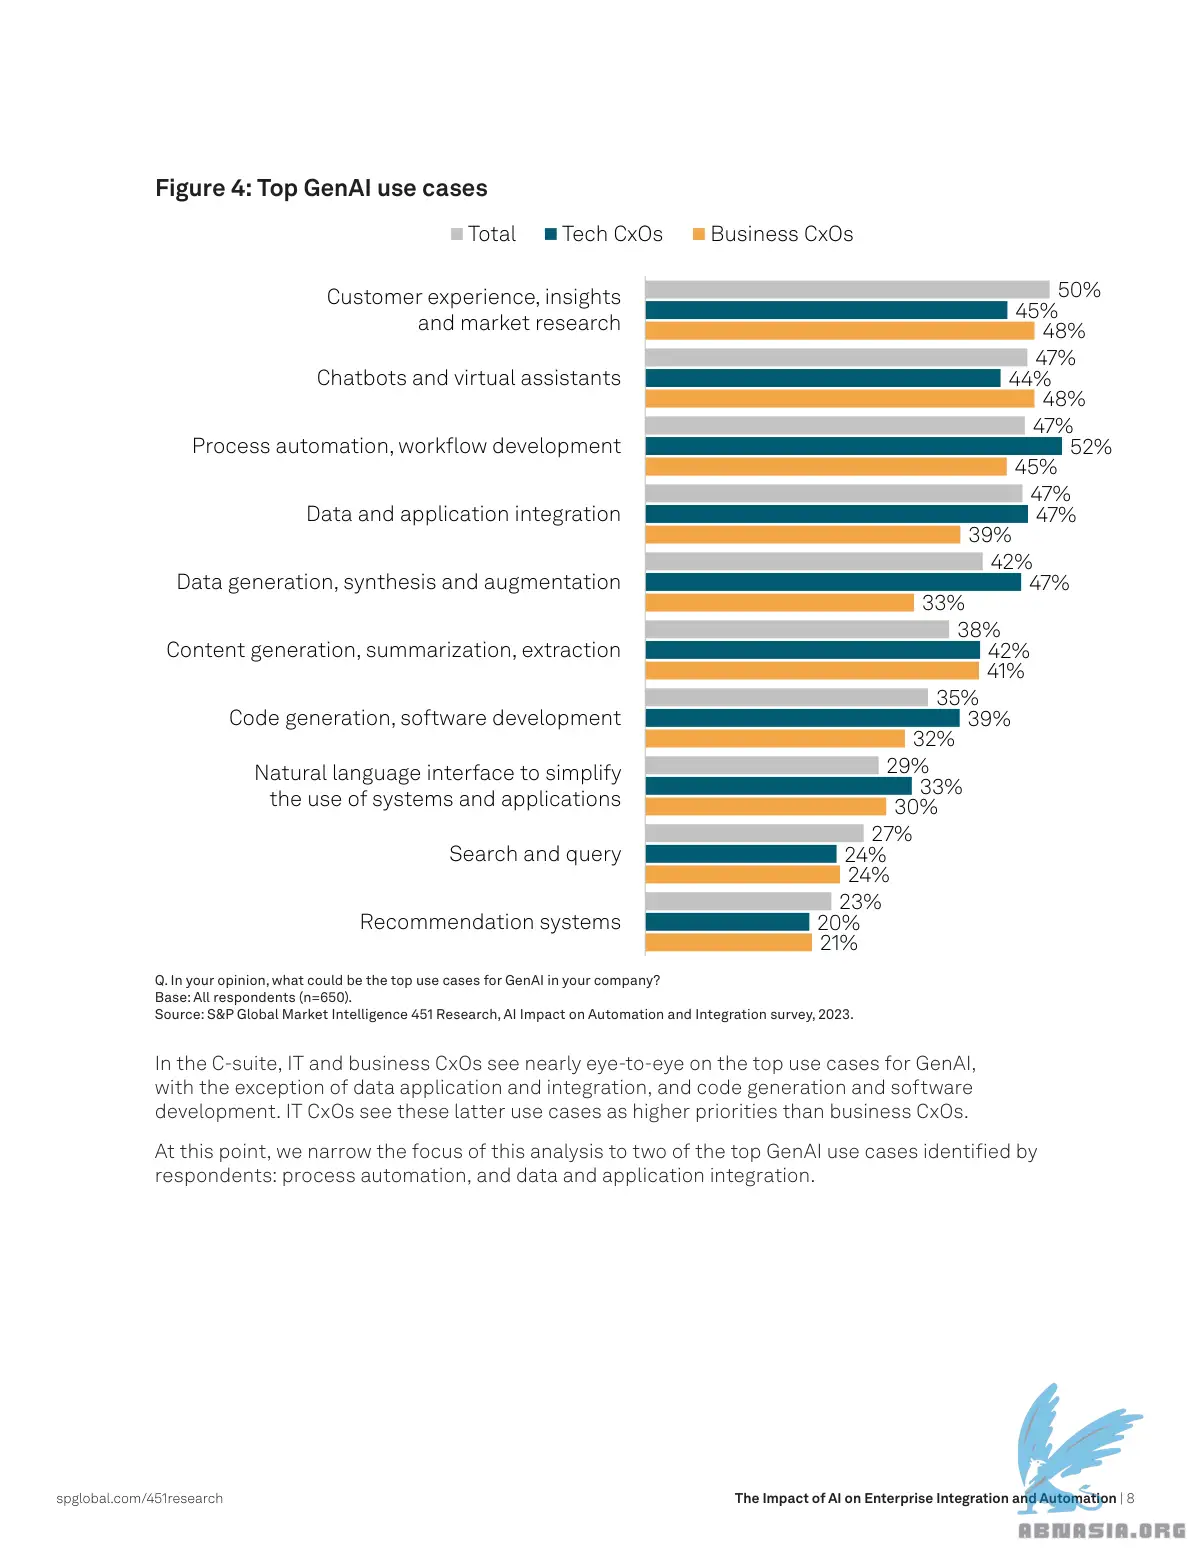 Figure 4: Top GenAI use cases
Total Tech CxOs Business CxOs
Customer experience, insights
and market research
50%
45%
48%
Chatbots and virtual assistants
47%
44%
48%
Process automation, workflow development
47%
52%
45%
Data and application integration
47%
47%
39%
Data generation, synthesis and augmentation
42%
47%
33%
Content generation, summarization, extraction
38%
42%
41%
Code generation, software development
35%
39%
32%
Natural language interface to simplify
the use of systems and applications
29%
33%
30%
Search and query
27%
24%
24%
Recommendation systems
23%
20%
21%
Q. In your opinion, what could be the top use cases for GenAI in your company?
Base: All respondents (n=650).
Source: S&P Global Market Intelligence 451 Research, AI Impact on Automation and Integration survey, 2023.
In the C-suite, IT and business CxOs see nearly eye-to-eye on the top use cases for GenAI,
with the exception of data application and integration, and code generation and software
development. IT CxOs see these latter use cases as higher priorities than business CxOs.
At this point, we narrow the focus of this analysis to two of the top GenAI use cases identified by
respondents: process automation, and data and application integration.
spglobal.com/451research
The Impact of AI on Enterprise Integration and Automation | 8
ABNASIA.ORG